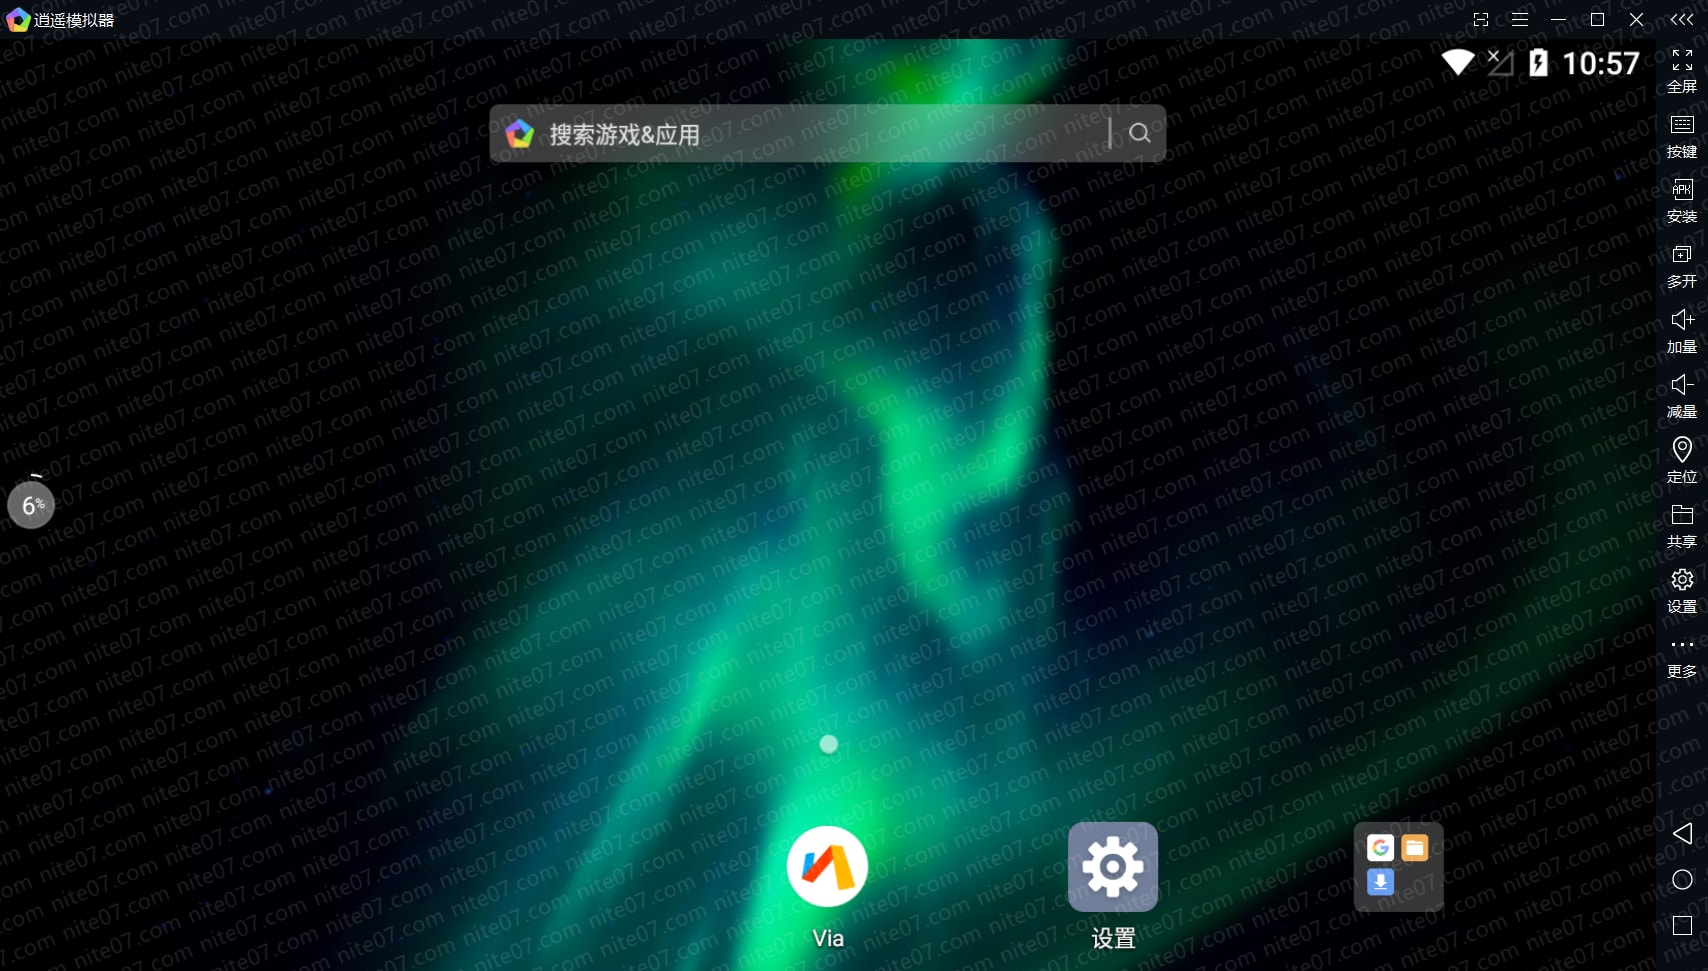 逍遥模拟器
10:57
全屏
搜索游戏&应用
按键
APK
安装
多开
加量
减量
定位
6%
共享
设置
更多
Via
设置
nite07.com